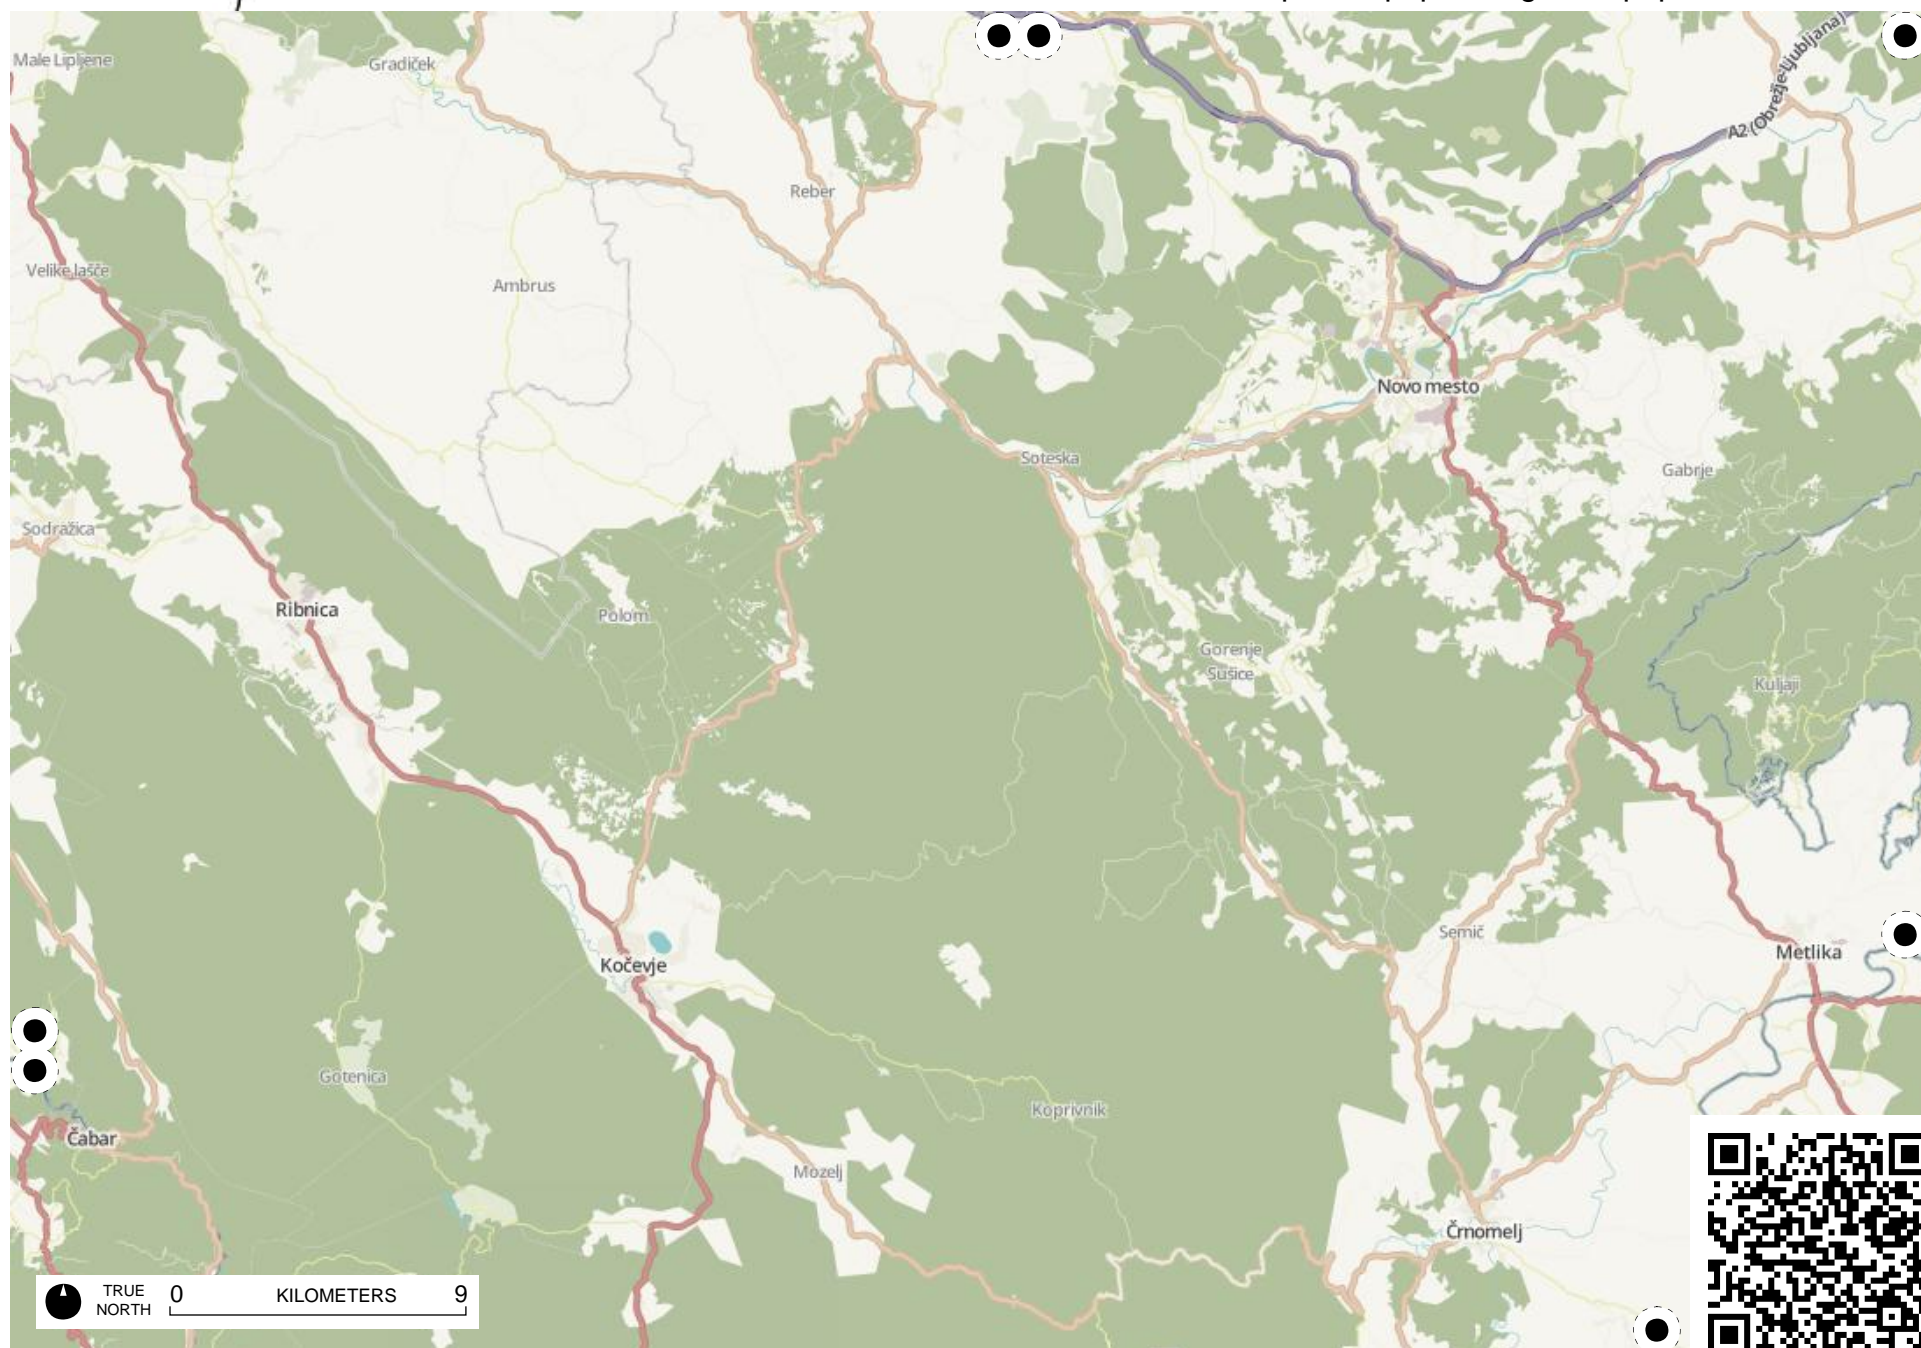 Male Lipljene
Gradiček
A2 (Obrežje-Ljubljana)
Reber
Velike lašče
Ambrus
Novo mesto
Soteska
Gabrje
Sodražica
Ribnica
Polom
Gorenje
Sušice
Kuljaji
Semič
Metlika
Kočevje
Gotenica
Koprivnik
Čabar
Mozelj
Črnomelj
TRUE
NORTH
0 KILOMETERS 9